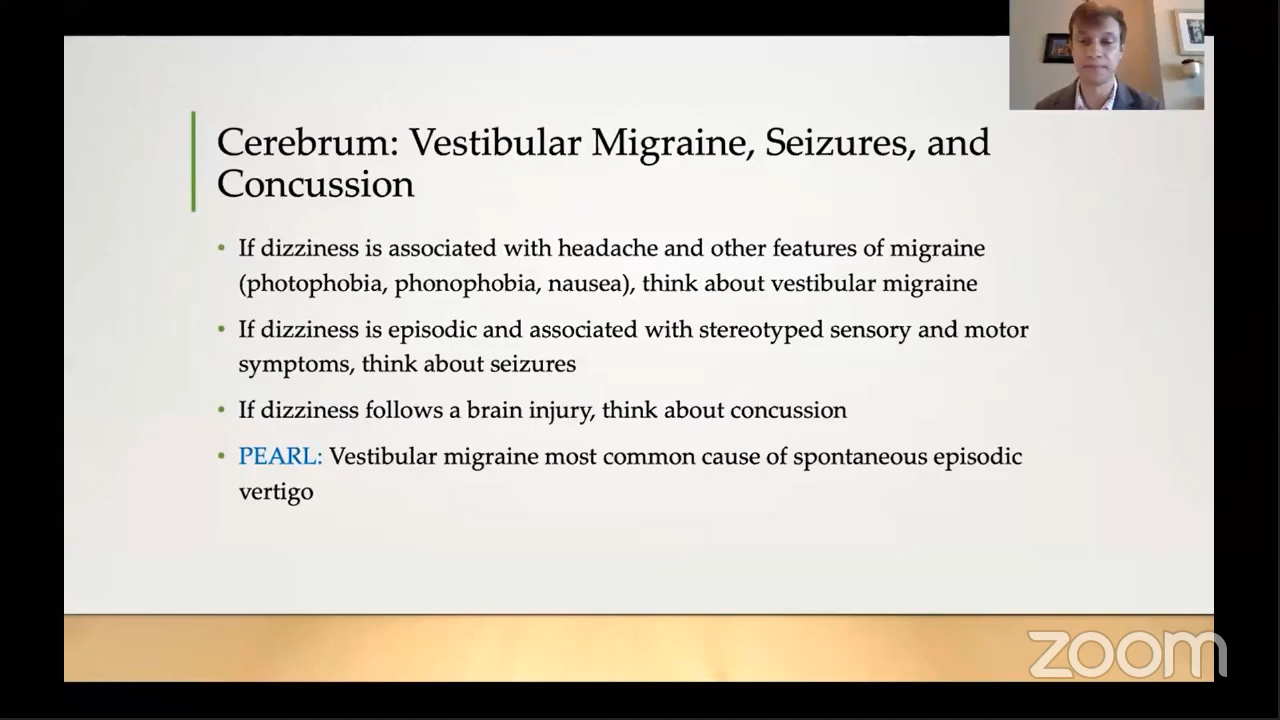 Cerebrum: Vestibular Migraine, Seizures, and
Concussion
• If dizziness is associated with headache and other features of migraine
(photophobia, phonophobia, nausea), think about vestibular migraine
• If dizziness is episodic and associated with stereotyped sensory and motor
symptoms, think about seizures
• If dizziness follows a brain injury, think about concussion
• PEARL: Vestibular migraine most common cause of spontaneous episodic
vertigo
zoom